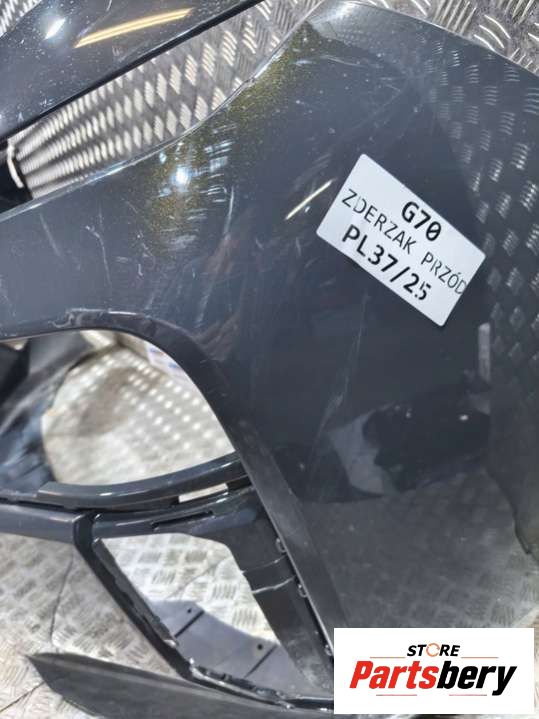 G70
ZDERZAK PRZÓD
PL37/25
STORE
Partsbery